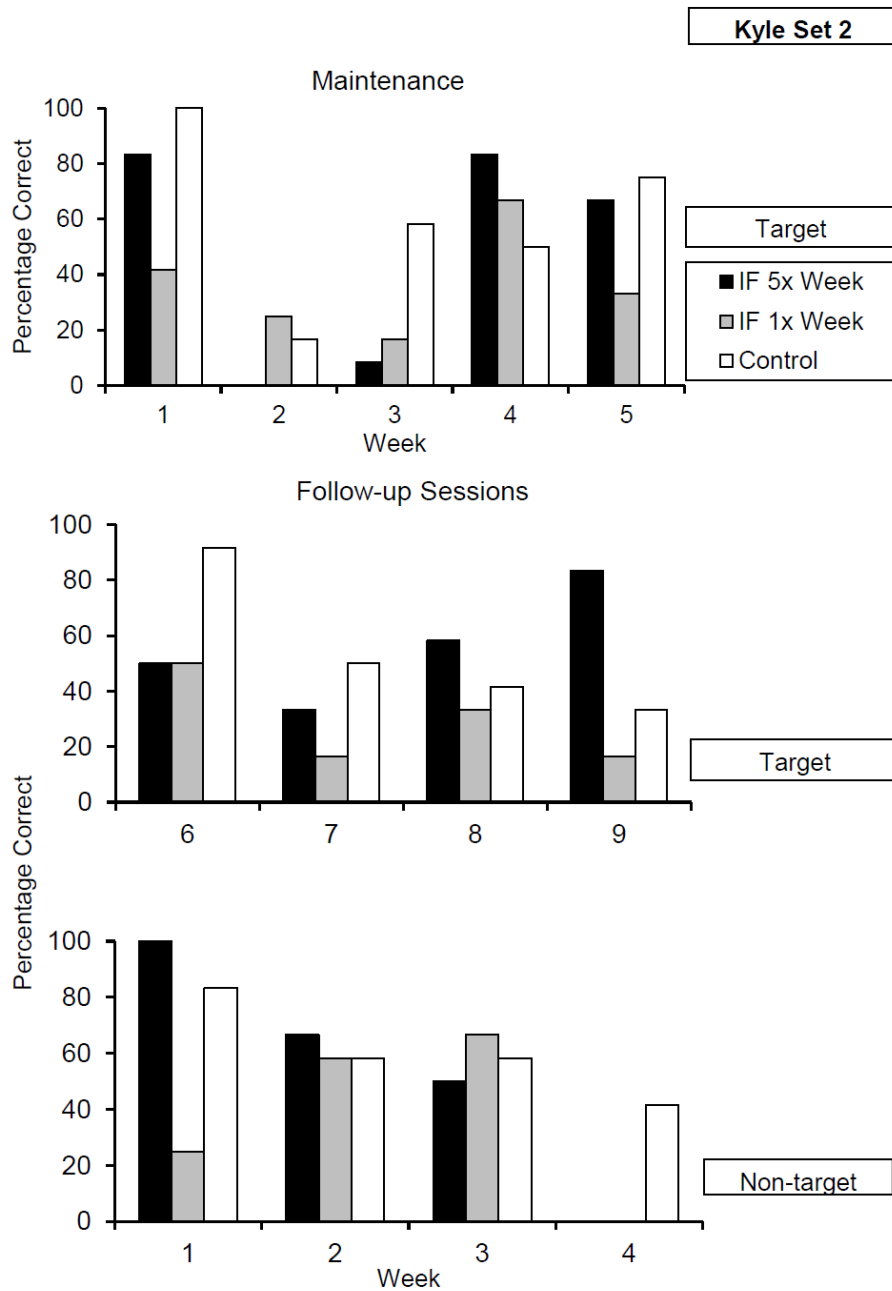 Kyle Set 2
Maintenance
Percentage Correct
100
80
60
40
20
0
1 2 3 4 5
Week
Target
IF 5x Week
IF 1x Week
Control
Follow-up Sessions
100
80
60
40
20
0
6 7 8 9
Target
Percentage Correct
100
80
60
40
20
0
1 2 3 4
Week
Non-target